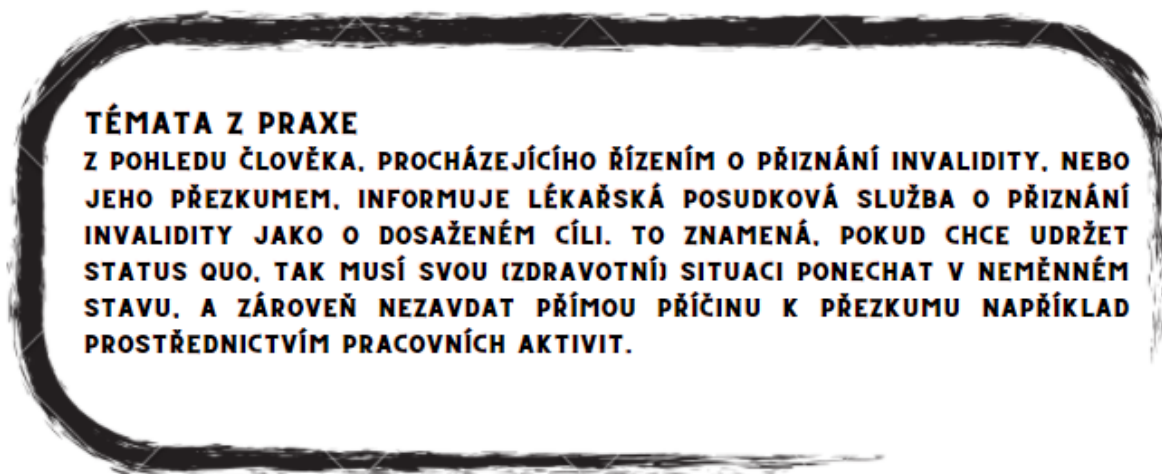 TÉMATA Z PRAXE
Z POHLEDU ČLOVĚKA, PROCHÁZEJÍCÍHO ŘÍZENÍM O PŘIZNÁNÍ INVALIDITY, NEBO
JEHO PŘEZKUMEM, INFORMUJE LÉKAŘSKÁ POSUDKOVÁ SLUŽBA O PŘIZNÁNÍ
INVALIDITY JAKO O DOSAŽENÉM CÍLI. TO ZNAMENÁ, POKUD CHCE UDRŽET
STATUS QUO, TAK MUSÍ SVOU (ZDRAVOTNÍ) SITUACI PONECHAT V NEMĚNNÉM
STAVU, A ZÁROVEŇ NEZAVDAT PŘÍMOU PŘÍČINU K PŘEZKUMU NAPŘÍKLAD
PROSTŘEDNICTVÍM PRACOVNÍCH AKTIVIT.